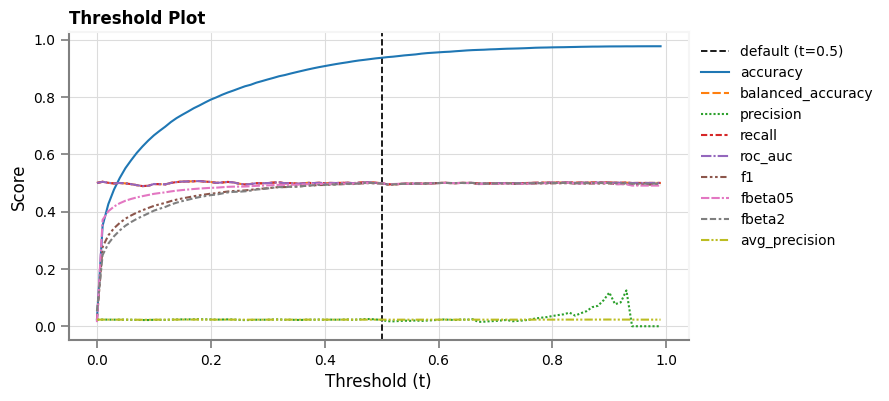 Threshold Plot
1.0
0.8
0.6
0.4
0.2
0.0
Score
0.0 0.2 0.4 0.6 0.8 1.0
Threshold (t)
default (t=0.5)
accuracy
balanced_accuracy
precision
recall
roc_auc
f1
fbeta05
fbeta2
avg_precision